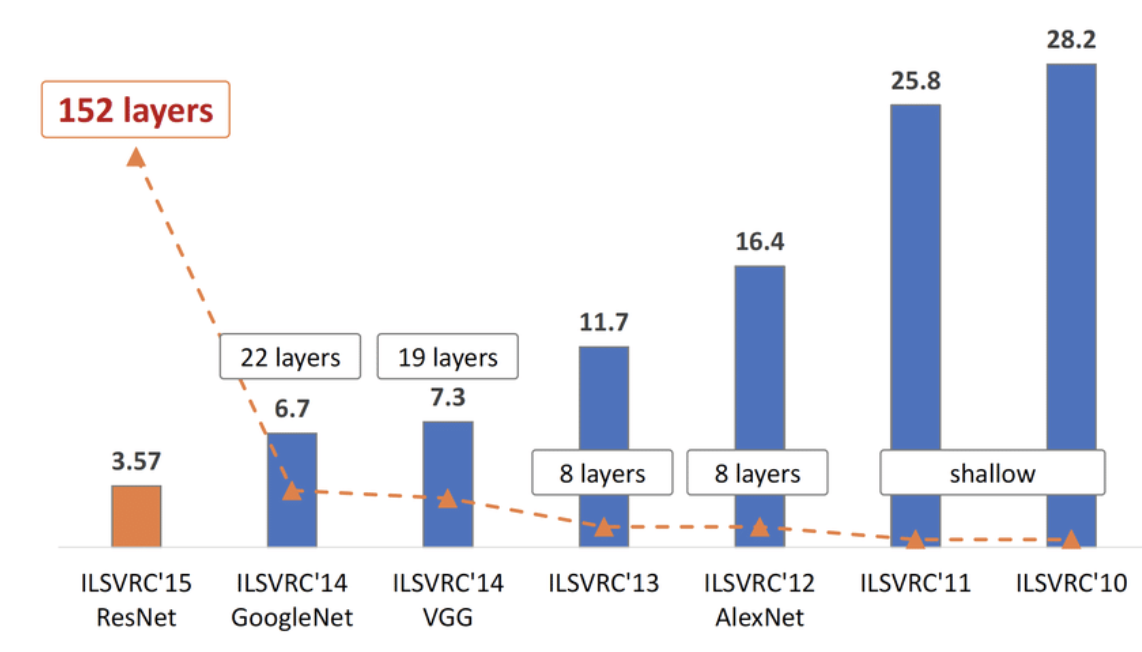 28.2
25.8
152 layers
16.4
11.7
22 layers
19 layers
7.3
6.7
3.57
8 layers
8 layers
shallow
ILSVRC'15
ResNet
ILSVRC'14
GoogleNet
ILSVRC'14
VGG
ILSVRC'13
ILSVRC'12
AlexNet
ILSVRC'11
ILSVRC'10